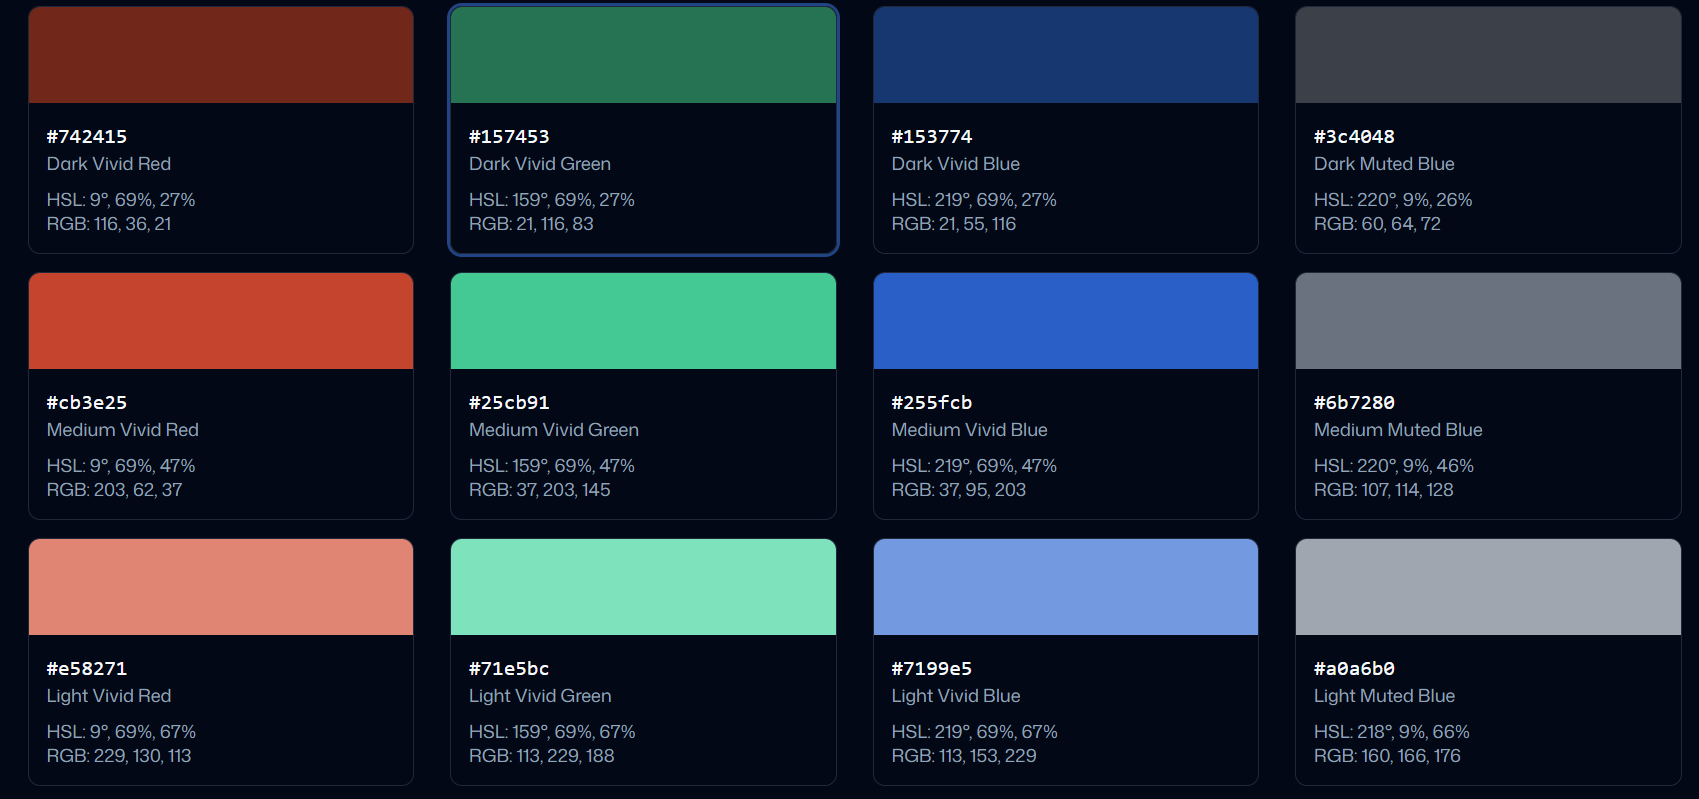 #742415
Dark Vivid Red
HSL: 9°, 69%, 27%
RGB: 116, 36, 21
#157453
Dark Vivid Green
HSL: 159°, 69%, 27%
RGB: 21, 116, 83
#153774
Dark Vivid Blue
HSL: 219°, 69%, 27%
RGB: 21, 55, 116
#3c4048
Dark Muted Blue
HSL: 220°, 9%, 26%
RGB: 60, 64, 72
#cb3e25
Medium Vivid Red
HSL: 9°, 69%, 47%
RGB: 203, 62, 37
#25cb91
Medium Vivid Green
HSL: 159°, 69%, 47%
RGB: 37, 203, 145
#255fcb
Medium Vivid Blue
HSL: 219°, 69%, 47%
RGB: 37, 95, 203
#6b7280
Medium Muted Blue
HSL: 220°, 9%, 46%
RGB: 107, 114, 128
#e58271
Light Vivid Red
HSL: 9°, 69%, 67%
RGB: 229, 130, 113
#71e5bc
Light Vivid Green
HSL: 159°, 69%, 67%
RGB: 113, 229, 188
#7199e5
Light Vivid Blue
HSL: 219°, 69%, 67%
RGB: 113, 153, 229
#a0a6b0
Light Muted Blue
HSL: 218°, 9%, 66%
RGB: 160, 166, 176